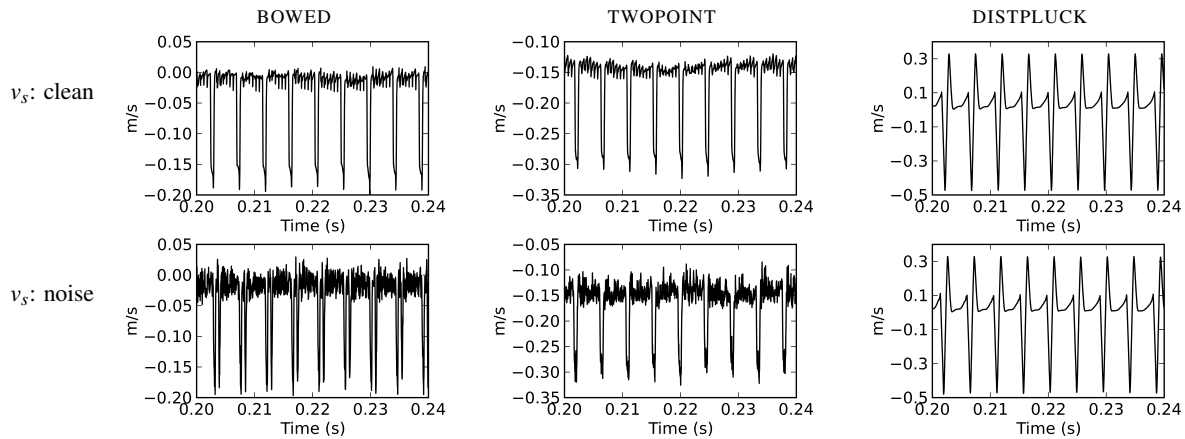 BOWED TWOPOINT DISTPLUCK
v_s: clean
0.05
0.00
−0.05
−0.10
−0.15
−0.20
m/s
0.20 0.21 0.22 0.23 0.24
Time (s)
−0.10
−0.15
−0.20
−0.25
−0.30
−0.35
m/s
0.20 0.21 0.22 0.23 0.24
Time (s)
0.3
0.1
−0.1
−0.3
−0.5
m/s
0.20 0.21 0.22 0.23 0.24
Time (s)
v_s: noise
0.05
0.00
−0.05
−0.10
−0.15
−0.20
m/s
0.20 0.21 0.22 0.23 0.24
Time (s)
−0.05
−0.10
−0.15
−0.20
−0.25
−0.30
−0.35
m/s
0.20 0.21 0.22 0.23 0.24
Time (s)
0.3
0.1
−0.1
−0.3
−0.5
m/s
0.20 0.21 0.22 0.23 0.24
Time (s)